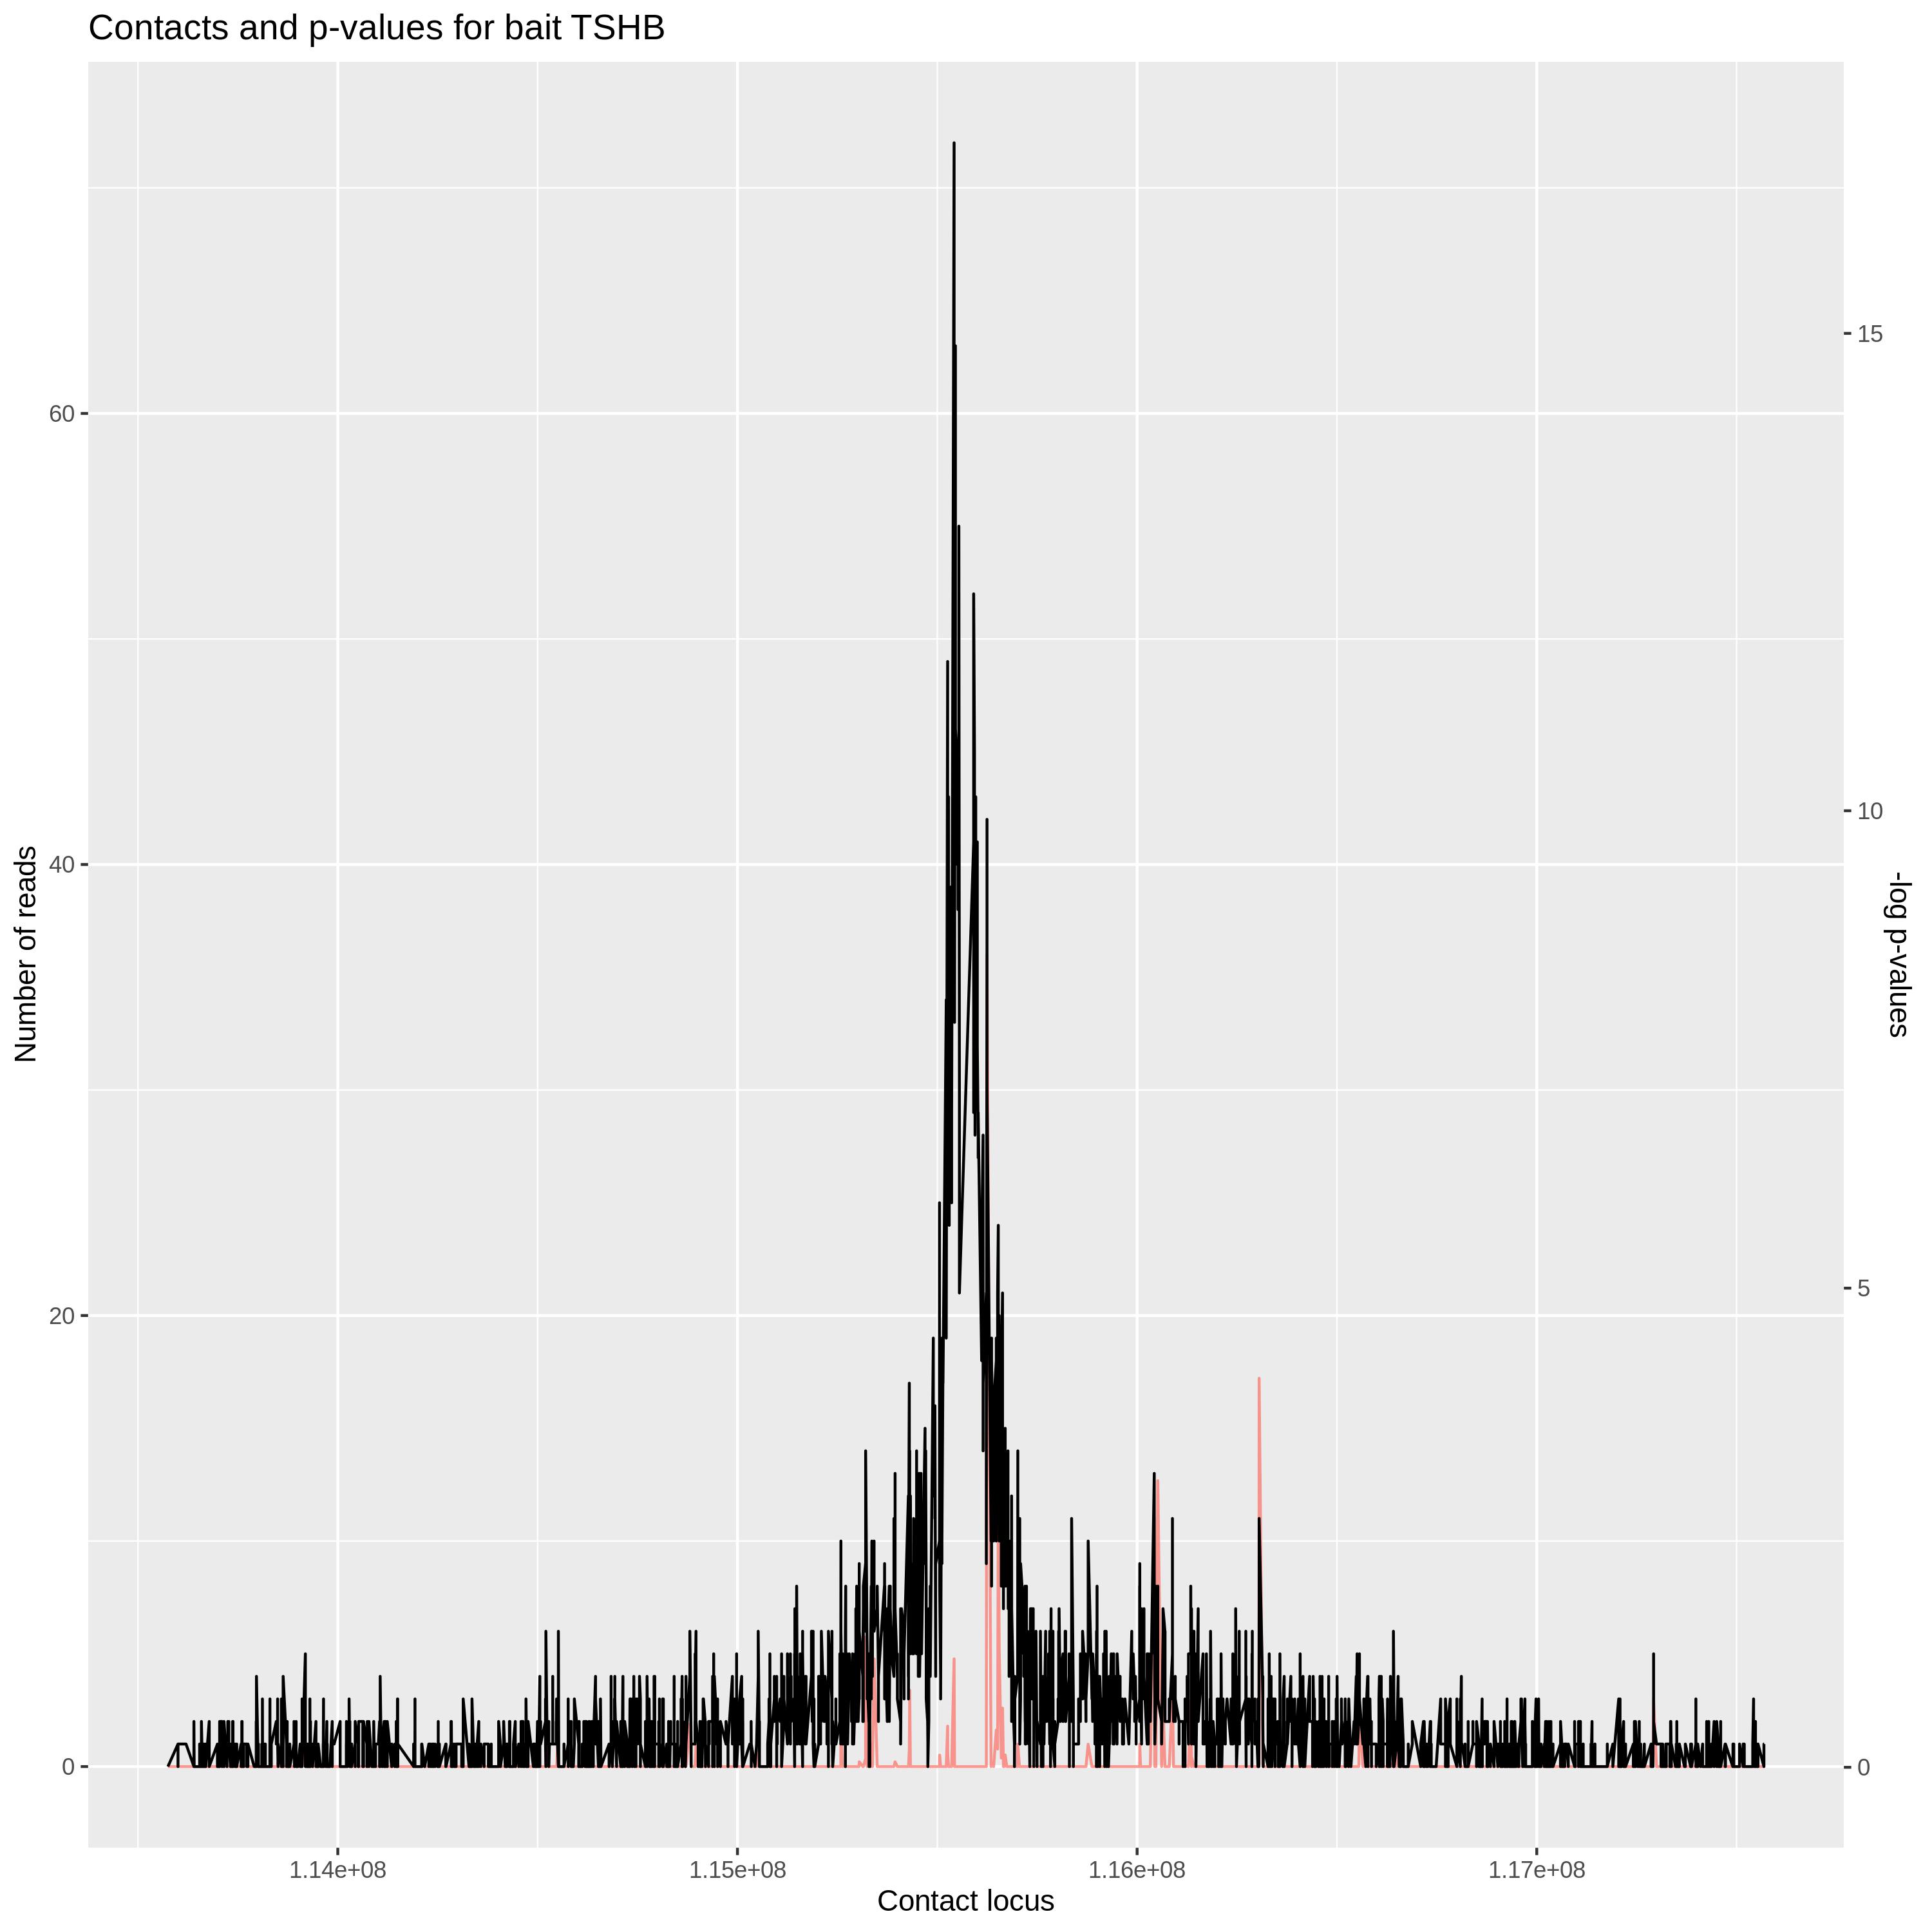 Contacts and p-values for bait TSHB
Number of reads
60
40
20
0
15
10
5
0
-log p-values
1.14e+08 1.15e+08 1.16e+08 1.17e+08
Contact locus